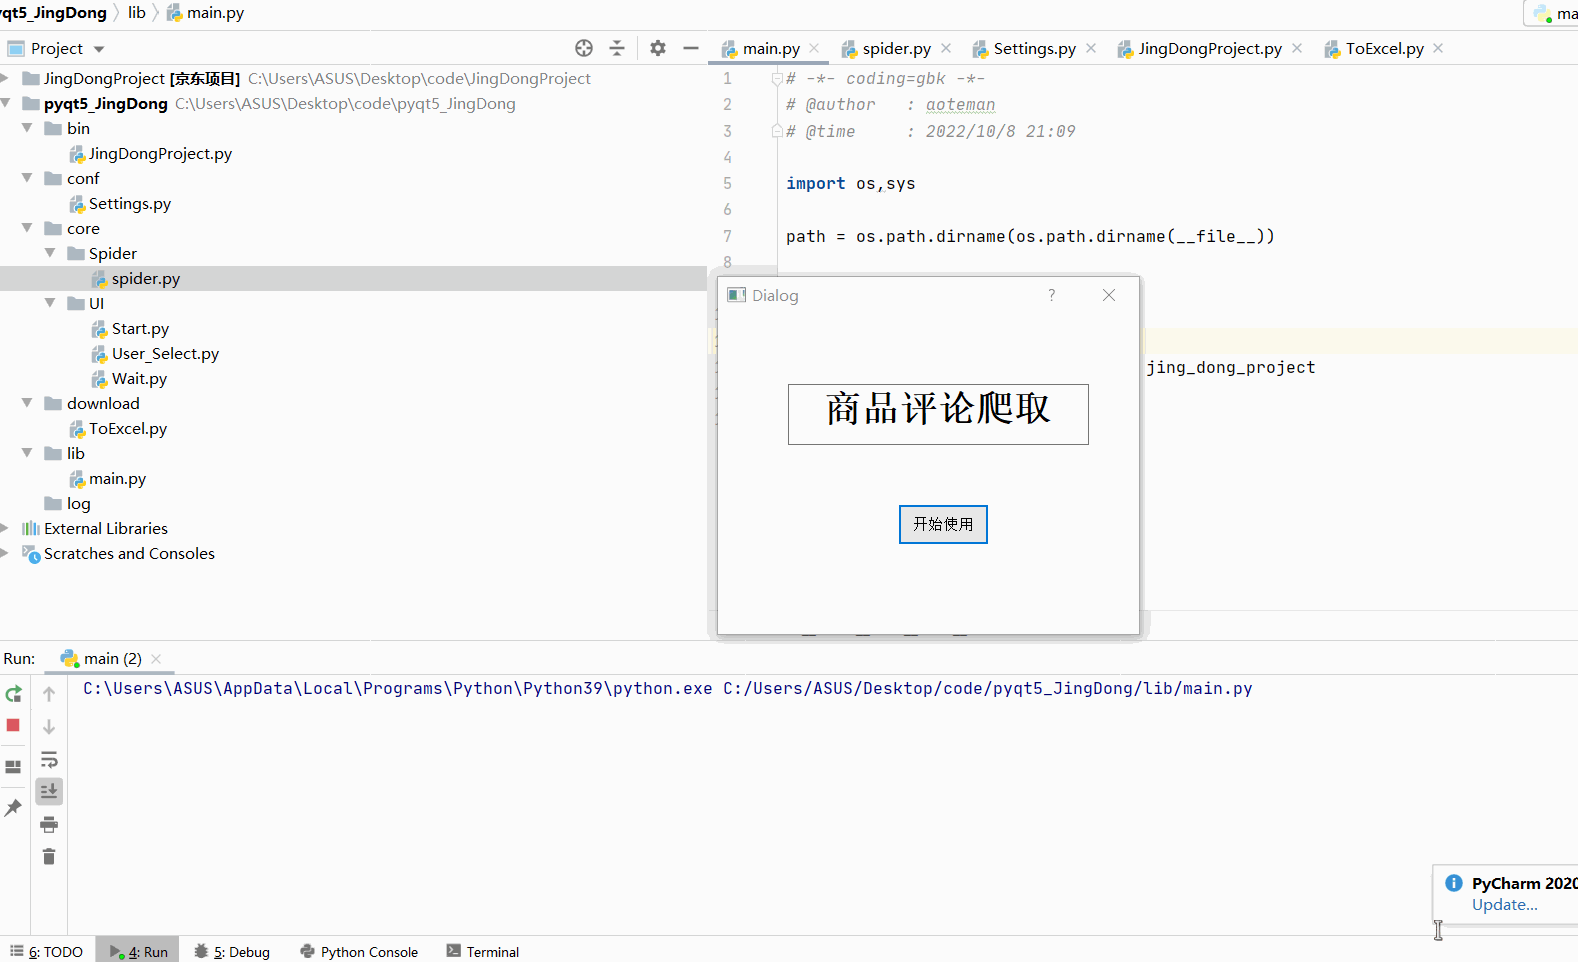 yqt5_JingDong lib main.py
ma
Project
main.py spider.py Settings.py JingDongProject.py ToExcel.py
JingDongProject [京东项目] C:\Users\ASUS\Desktop\code\JingDongProject
pyqt5_JingDong C:\Users\ASUS\Desktop\code\pyqt5_JingDong
bin
JingDongProject.py
conf
Settings.py
core
Spider
spider.py
UI
Start.py
User_Select.py
Wait.py
download
ToExcel.py
lib
main.py
log
External Libraries
Scratches and Consoles
1 # -*- coding=gbk -*-
2 # @author : aoteman
3 # @time : 2022/10/8 21:09
4
5 import os,sys
6
7 path = os.path.dirname(os.path.dirname(__file__))
8
jing_dong_project
Dialog ?
商品评论爬取
开始使用
Run: main (2)
C:\Users\ASUS\AppData\Local\Programs\Python\Python39\python.exe C:/Users/ASUS/Desktop/code/pyqt5_JingDong/lib/main.py
PyCharm 2020
Update...
6: TODO 4: Run 5: Debug Python Console Terminal